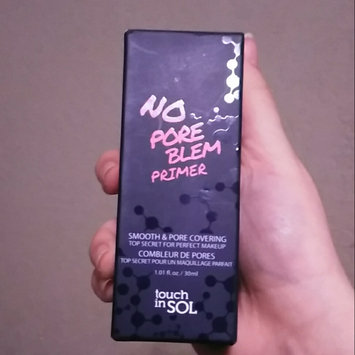 NO
PORE
BLEM
PRIMER
SMOOTH & PORE COVERING
TOP SECRET FOR PERFECT MAKEUP
COMBLEUR DE PORES
TOP SECRET POUR UN MAQUILLAGE PARFAIT
1.01 fl.oz./30ml
touch
in SOL